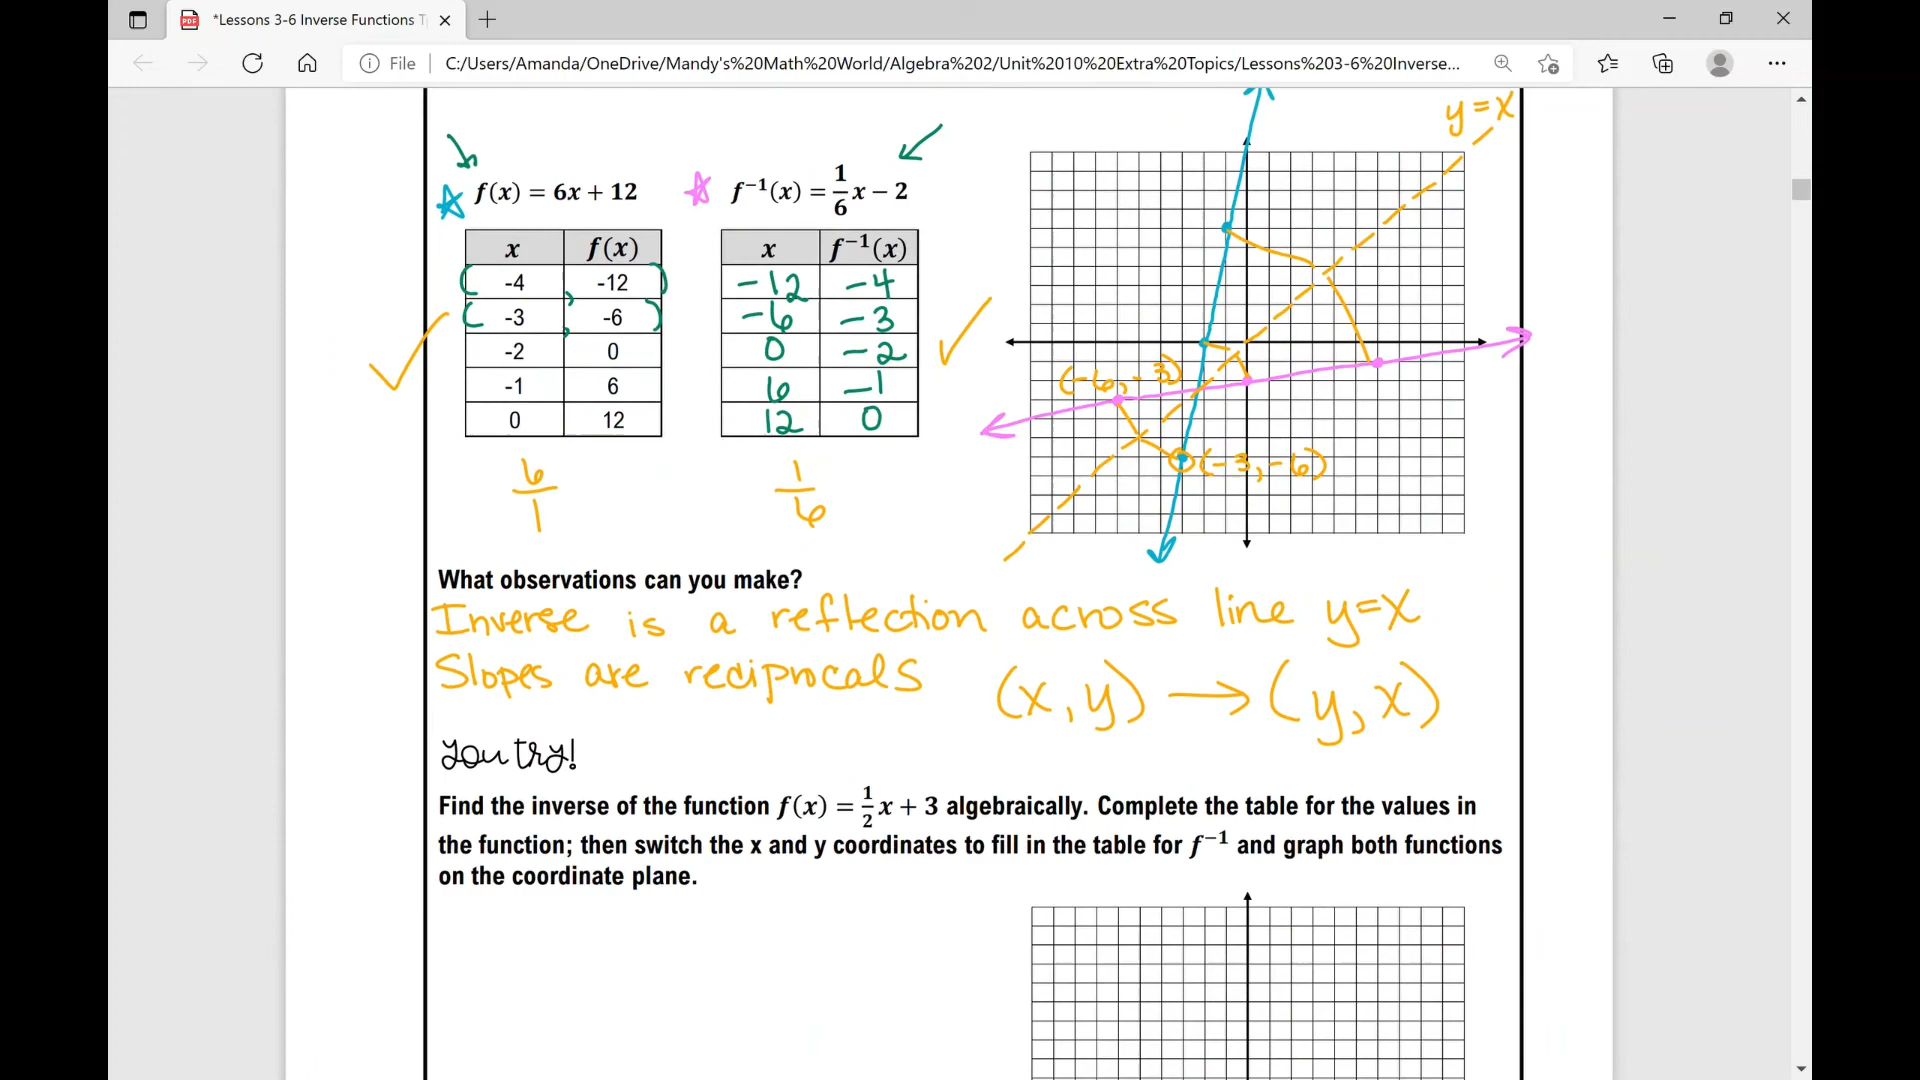 *Lessons 3-6 Inverse Functions T
File
C:/Users/Amanda/OneDrive/Mandy's%20Math%20World/Algebra%202/Unit%2010%20Extra%20Topics/Lessons%203-6%20Inverse...
y = x
f(x) = 6x + 12
f⁻¹(x) = 1/6 x − 2
x f(x)
-4 -12
-3 -6
-2 0
-1 6
0 12
x f⁻¹(x)
-12 -4
-6 -3
0 -2
6 -1
12 0
(-6, -3)
(-3, -6)
6/1
1/6
What observations can you make?
Inverse is a reflection across line y=x
Slopes are reciprocals (x, y) → (y, x)
You try!
Find the inverse of the function f(x) = 1/2 x + 3 algebraically. Complete the table for the values in
the function; then switch the x and y coordinates to fill in the table for f⁻¹ and graph both functions
on the coordinate plane.